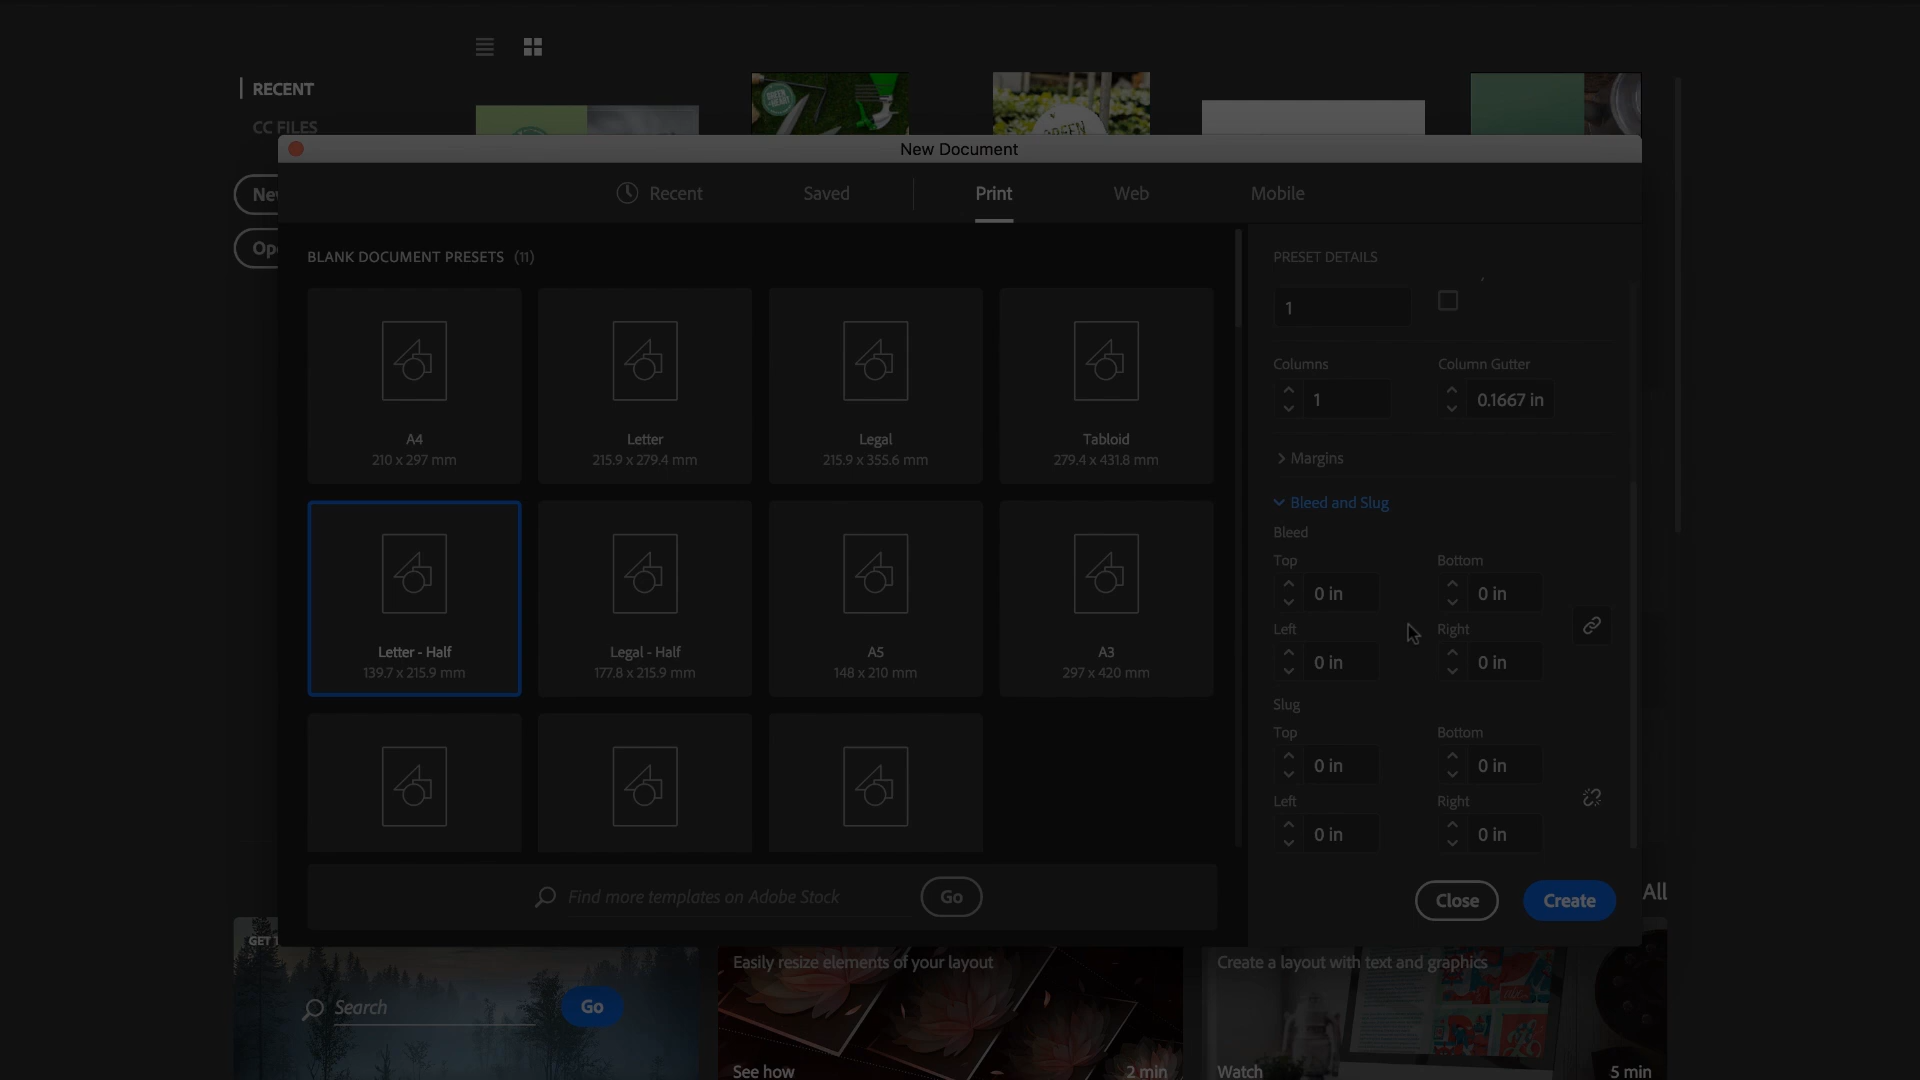 RECENT
CC FILES
GREEN
HEART
GREEN
New Document
Recent
Saved
Print
Web
Mobile
BLANK DOCUMENT PRESETS (11)
A4
210 x 297 mm
Letter
215.9 x 279.4 mm
Legal
215.9 x 355.6 mm
Tabloid
279.4 x 431.8 mm
Letter - Half
139.7 x 215.9 mm
Legal - Half
177.8 x 215.9 mm
A5
148 x 210 mm
A3
297 x 420 mm
Find more templates on Adobe Stock
Go
PRESET DETAILS
1
Columns
Column Gutter
1
0.1667 in
Margins
Bleed and Slug
Bleed
Top
Bottom
0 in
0 in
Left
Right
0 in
0 in
Slug
Top
Bottom
0 in
0 in
Left
Right
0 in
0 in
Close
Create
All
GET
Search
Go
Easily resize elements of your layout
See how
2 min
Create a layout with text and graphics
Watch
5 min